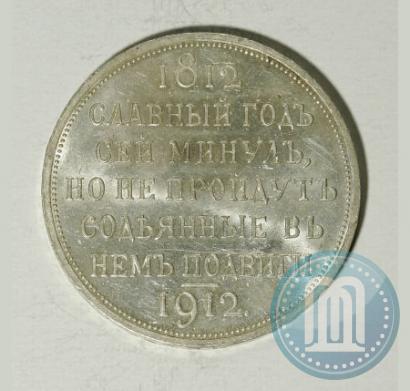 1812
СЛАВНЫЙ ГОДЪ
СЕЙ МИНУЛЪ,
НО НЕ ПРОЙДУТЪ
СОДѢЯННЫЕ ВЪ
НЕМЪ ПОДВИГИ
1912.